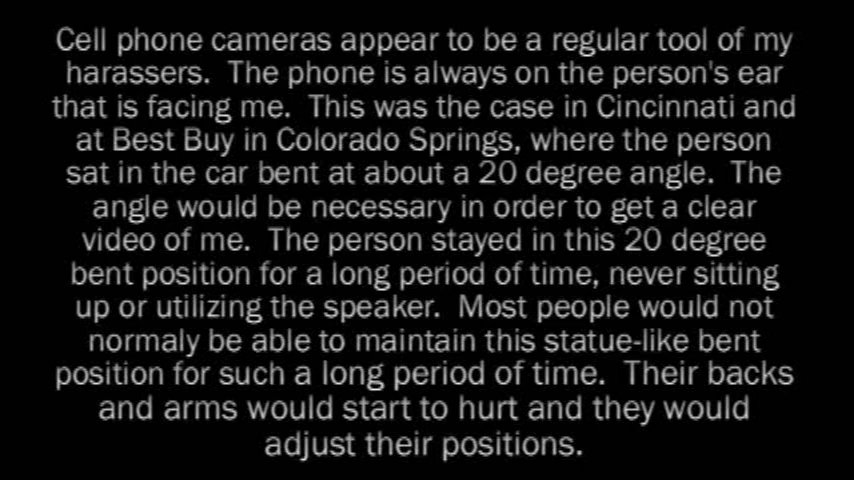 Cell phone cameras appear to be a regular tool of my
harassers.  The phone is always on the person's ear
that is facing me.  This was the case in Cincinnati and
at Best Buy in Colorado Springs, where the person
sat in the car bent at about a 20 degree angle.  The
angle would be necessary in order to get a clear
video of me.  The person stayed in this 20 degree
bent position for a long period of time, never sitting
up or utilizing the speaker.  Most people would not
normaly be able to maintain this statue-like bent
position for such a long period of time.  Their backs
and arms would start to hurt and they would
adjust their positions.